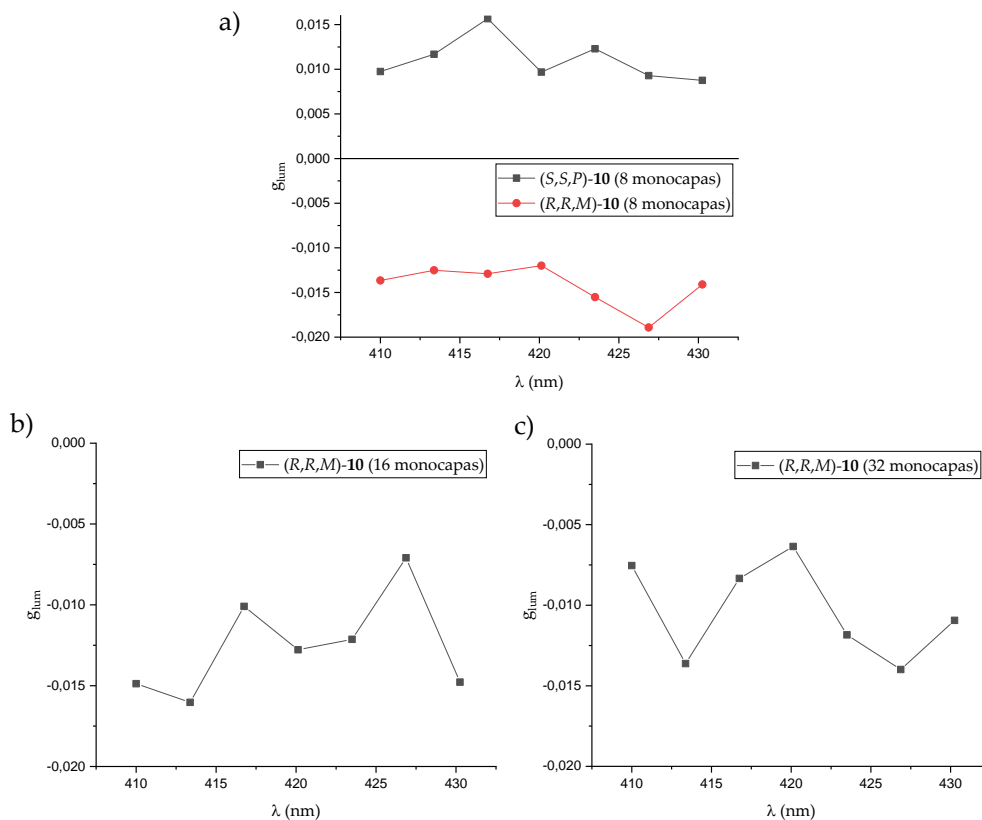 a)
0,015
0,010
0,005
0,000
-0,005
-0,010
-0,015
-0,020
g_lum
(S,S,P)-10 (8 monocapas)
(R,R,M)-10 (8 monocapas)
410 415 420 425 430
λ (nm)
b)
0,000
-0,005
-0,010
-0,015
-0,020
g_lum
(R,R,M)-10 (16 monocapas)
410 415 420 425 430
λ (nm)
c)
0,000
-0,005
-0,010
-0,015
-0,020
g_lum
(R,R,M)-10 (32 monocapas)
410 415 420 425 430
λ (nm)